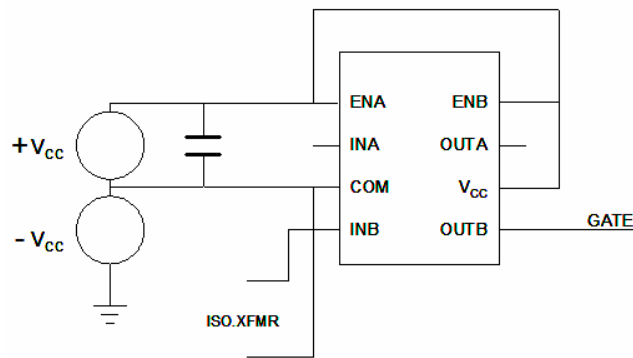 ENA ENB
+VCC INA OUTA
COM VCC
-VCC INB OUTB GATE
ISO.XFMR